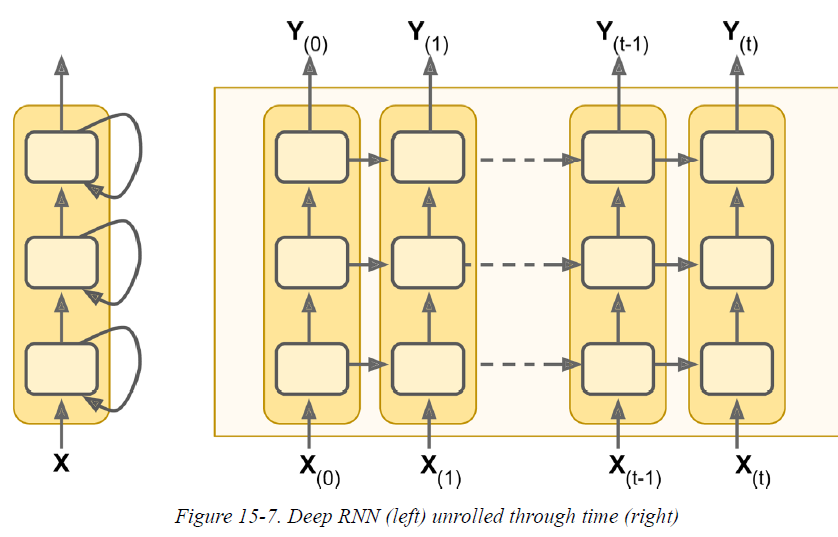 Y(0) Y(1) Y(t-1) Y(t)
X X(0) X(1) X(t-1) X(t)
Figure 15-7. Deep RNN (left) unrolled through time (right)